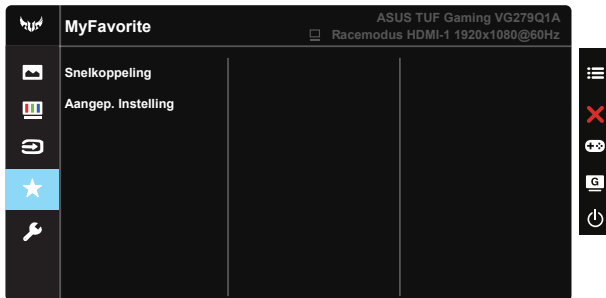 MyFavorite
ASUS TUF Gaming VG279Q1A
Racemodus HDMI-1 1920x1080@60Hz
Snelkoppeling
Aangep. Instelling
G